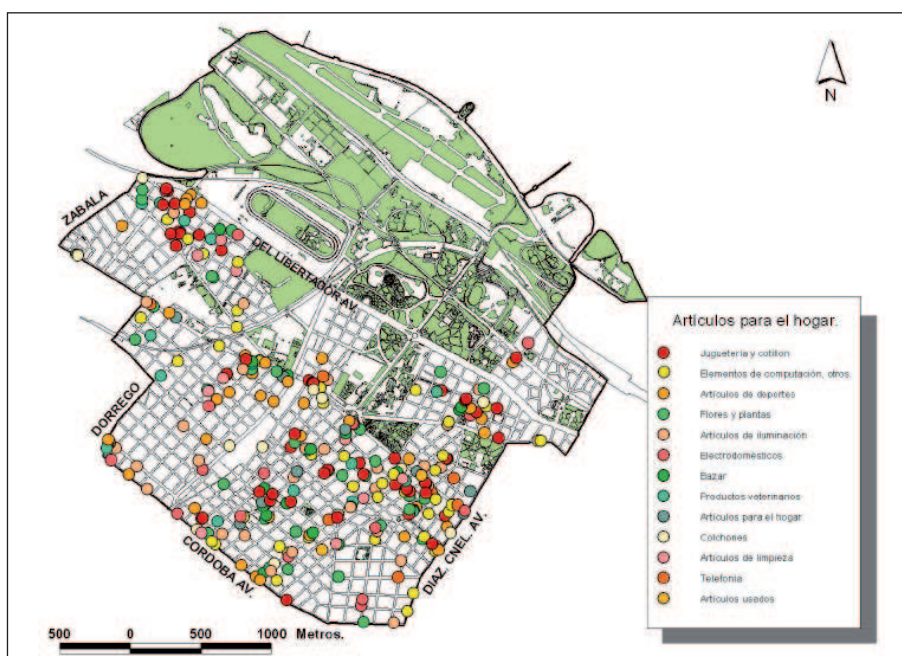 N
ZABALA
DEL LIBERTADOR AV.
DORREGO
CORDOBA AV.
DIAZ CNEL. AV.
Artículos para el hogar.
Juguetería y cotillon
Elementos de computación, otros.
Artículos de deportes
Flores y plantas
Artículos de iluminación
Electrodomésticos
Bazar
Productos veterinarios
Artículos para el hogar
Colchones
Artículos de limpieza
Telefonía
Artículos usados
500 0 500 1000 Metros.